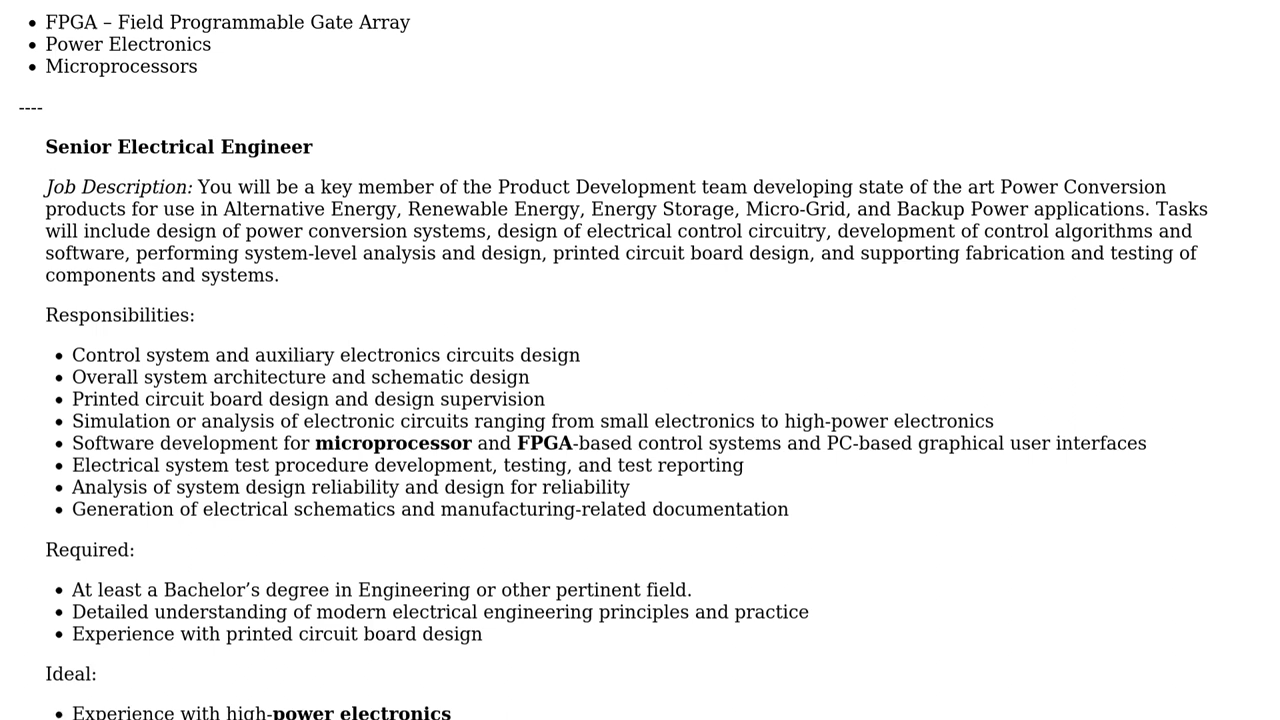 • FPGA – Field Programmable Gate Array
• Power Electronics
• Microprocessors
----
Senior Electrical Engineer
Job Description: You will be a key member of the Product Development team developing state of the art Power Conversion
products for use in Alternative Energy, Renewable Energy, Energy Storage, Micro-Grid, and Backup Power applications. Tasks
will include design of power conversion systems, design of electrical control circuitry, development of control algorithms and
software, performing system-level analysis and design, printed circuit board design, and supporting fabrication and testing of
components and systems.
Responsibilities:
• Control system and auxiliary electronics circuits design
• Overall system architecture and schematic design
• Printed circuit board design and design supervision
• Simulation or analysis of electronic circuits ranging from small electronics to high-power electronics
• Software development for microprocessor and FPGA-based control systems and PC-based graphical user interfaces
• Electrical system test procedure development, testing, and test reporting
• Analysis of system design reliability and design for reliability
• Generation of electrical schematics and manufacturing-related documentation
Required:
• At least a Bachelor’s degree in Engineering or other pertinent field.
• Detailed understanding of modern electrical engineering principles and practice
• Experience with printed circuit board design
Ideal:
• Experience with high-power electronics